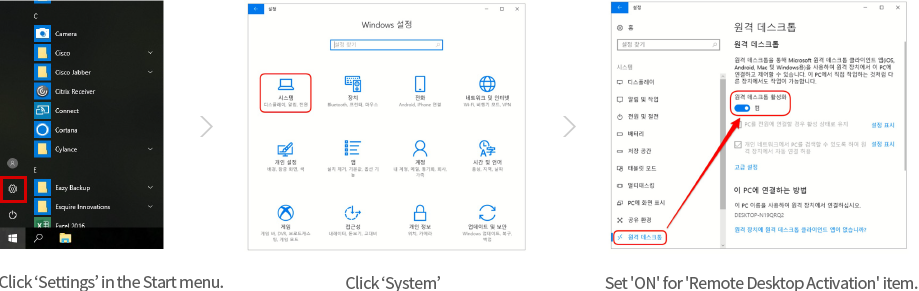 C
Camera
Cisco
Cisco Jabber
Citrix Receiver
Connect
Cortana
Cylance
E
Eazy Backup
Esquire Innovations
Excel 2016
Click ‘Settings’ in the Start menu.
설정
Windows 설정
설정 찾기
시스템
디스플레이, 알림, 전원
장치
Bluetooth, 프린터, 마우스
전화
Android, iPhone 연결
네트워크 및 인터넷
Wi-Fi, 비행기 모드, VPN
개인 설정
배경, 잠금 화면, 색
앱
설치 제거, 기본값, 옵션 기능
계정
내 계정, 메일, 동기화, 회사, 가족
시간 및 언어
음성, 지역, 날짜
게임
게임 바, DVR, 브로드캐스팅, 게임 모드
접근성
내레이터, 돋보기, 고대비
개인 정보
위치, 카메라
업데이트 및 보안
Windows 업데이트, 복구, 백업
Click ‘System’
설정
홈
설정 찾기
시스템
디스플레이
알림 및 작업
전원 및 절전
배터리
저장 공간
태블릿 모드
멀티태스킹
PC에 화면 표시
공유 환경
원격 데스크톱
원격 데스크톱
원격 데스크톱
원격 데스크톱을 통해 Microsoft 원격 데스크톱 클라이언트 앱(iOS,
Android, Mac 및 Windows용)을 사용하여 원격 장치에서 이 PC에
연결하고 제어할 수 있습니다. 이 PC에서 직접 작업하는 것처럼 다
른 장치에서도 작업이 가능합니다.
원격 데스크톱 활성화
켬
PC를 전원에 연결할 경우 활성 상태로 유지
설정 표시
개인 네트워크에서 PC를 검색할 수 있도록 하여 원
격 장치에서 자동 연결 허용
설정 표시
고급 설정
이 PC에 연결하는 방법
이 PC 이름을 사용하여 원격 장치에서 연결하십시오.
DESKTOP-N19QRQ2
원격 장치에 원격 데스크톱 클라이언트 앱이 없습니까?
Set 'ON' for 'Remote Desktop Activation' item.